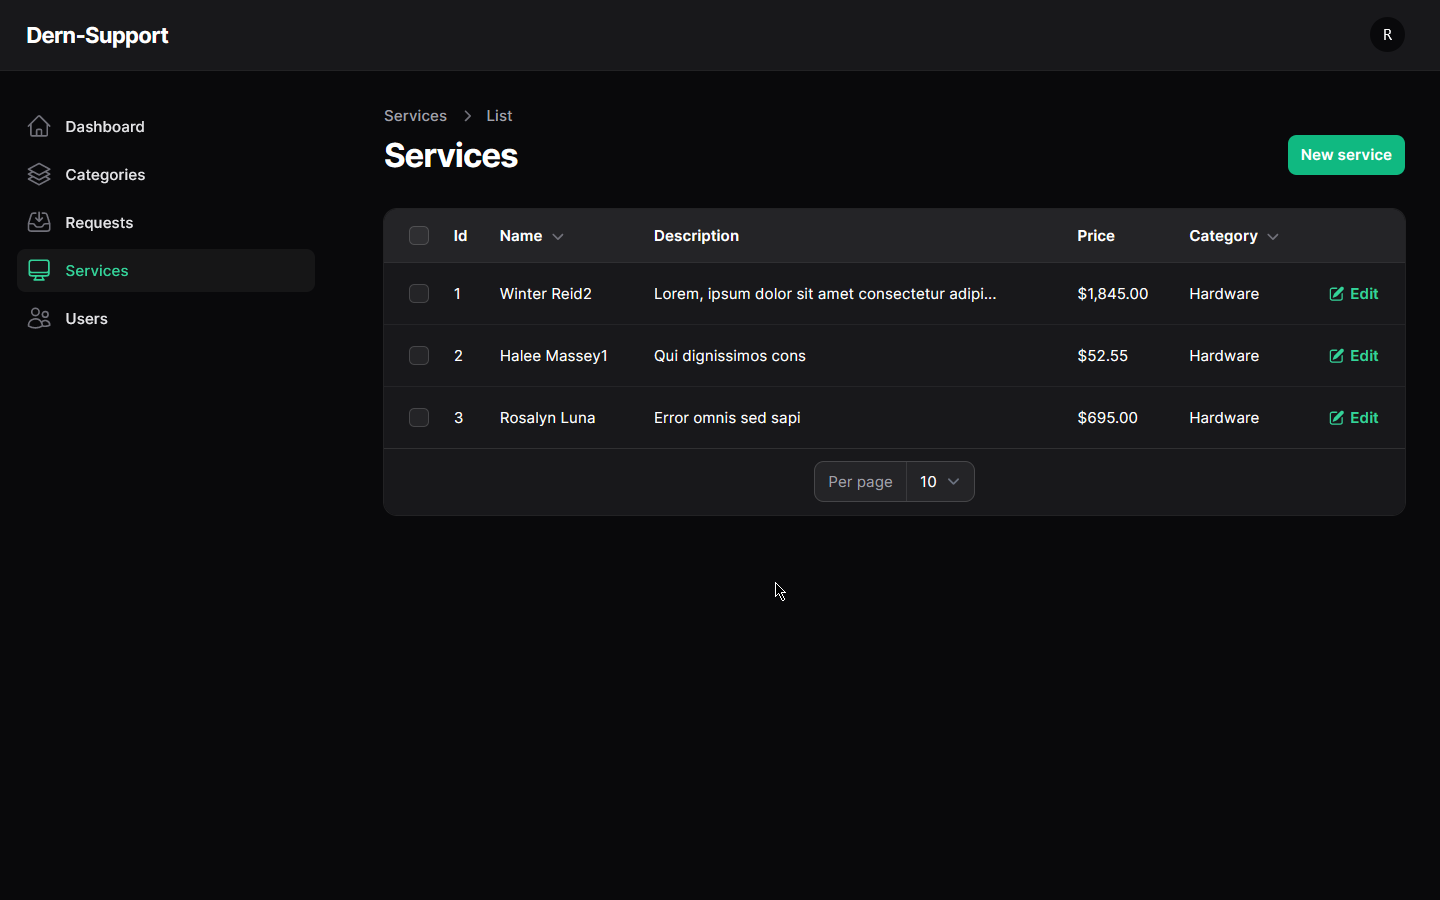 Dern-Support
R
Dashboard
Categories
Requests
Services
Users
Services List
Services
New service
Id Name Description Price Category
1 Winter Reid2 Lorem, ipsum dolor sit amet consectetur adipi... $1,845.00 Hardware Edit
2 Halee Massey1 Qui dignissimos cons $52.55 Hardware Edit
3 Rosalyn Luna Error omnis sed sapi $695.00 Hardware Edit
Per page 10